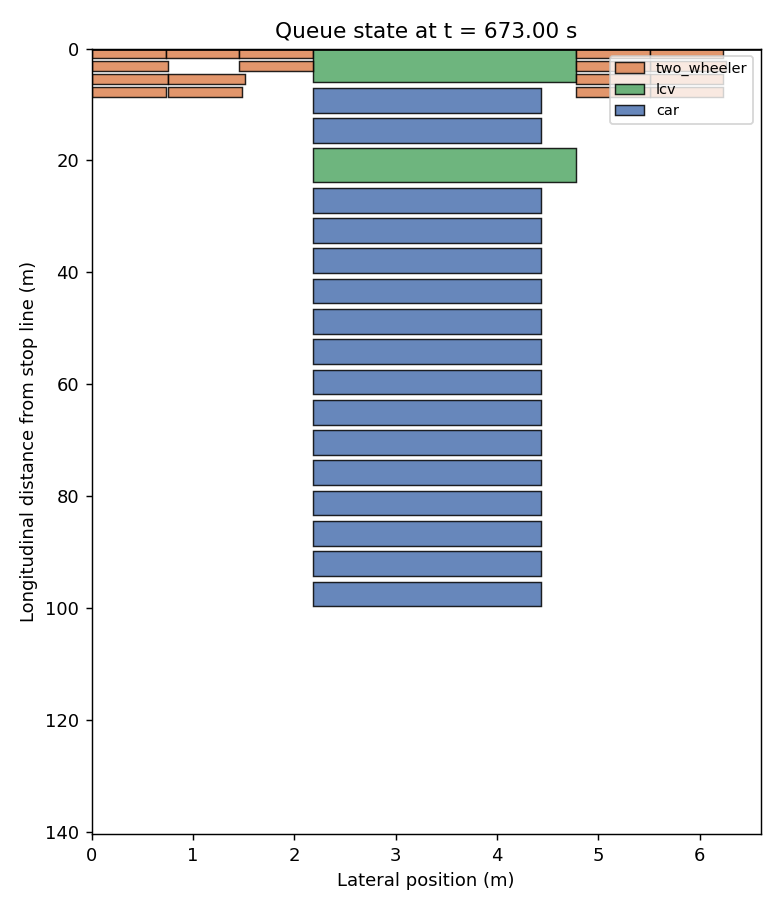 Queue state at t = 673.00 s
two_wheeler
lcv
car
0
20
40
60
80
100
120
140
Longitudinal distance from stop line (m)
0 1 2 3 4 5 6
Lateral position (m)